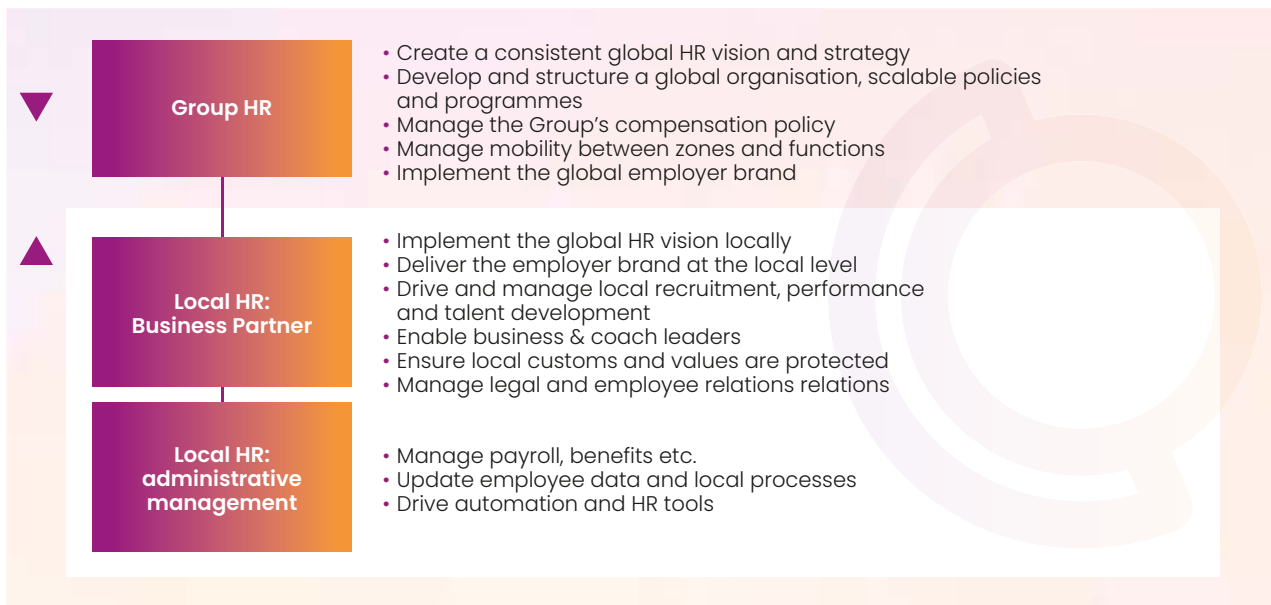 Group HR
• Create a consistent global HR vision and strategy
• Develop and structure a global organisation, scalable policies
and programmes
• Manage the Group’s compensation policy
• Manage mobility between zones and functions
• Implement the global employer brand
Local HR:
Business Partner
• Implement the global HR vision locally
• Deliver the employer brand at the local level
• Drive and manage local recruitment, performance
and talent development
• Enable business & coach leaders
• Ensure local customs and values are protected
• Manage legal and employee relations relations
Local HR:
administrative
management
• Manage payroll, benefits etc.
• Update employee data and local processes
• Drive automation and HR tools